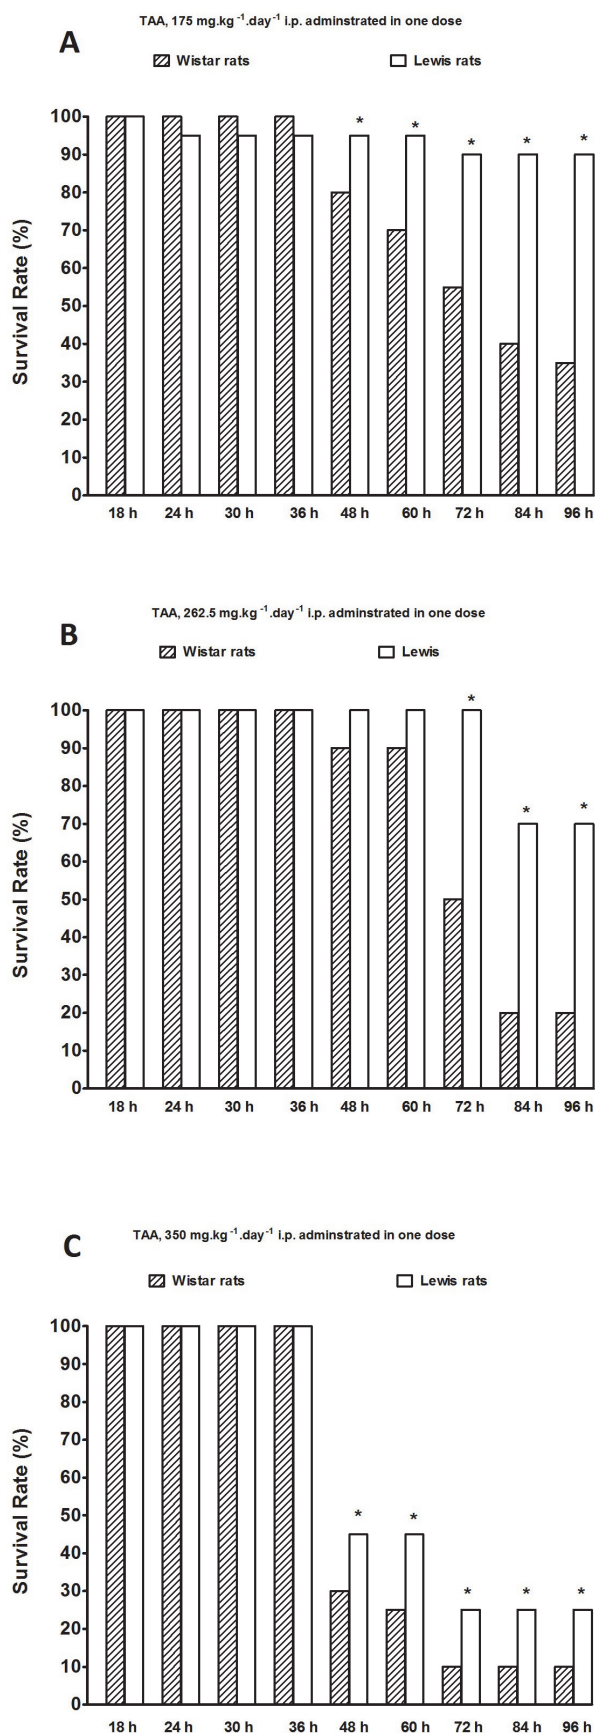 TAA, 175 mg.kg⁻¹.day⁻¹ i.p. adminstrated in one dose
A
Wistar rats Lewis rats
100
90
80
70
60
50
40
30
20
10
0
Survival Rate (%)
* * * * *
18 h 24 h 30 h 36 h 48 h 60 h 72 h 84 h 96 h
TAA, 262.5 mg.kg⁻¹.day⁻¹ i.p. adminstrated in one dose
B
Wistar rats Lewis
100
90
80
70
60
50
40
30
20
10
0
Survival Rate (%)
* * *
18 h 24 h 30 h 36 h 48 h 60 h 72 h 84 h 96 h
TAA, 350 mg.kg⁻¹.day⁻¹ i.p. adminstrated in one dose
C
Wistar rats Lewis rats
100
90
80
70
60
50
40
30
20
10
0
Survival Rate (%)
* * * * *
18 h 24 h 30 h 36 h 48 h 60 h 72 h 84 h 96 h